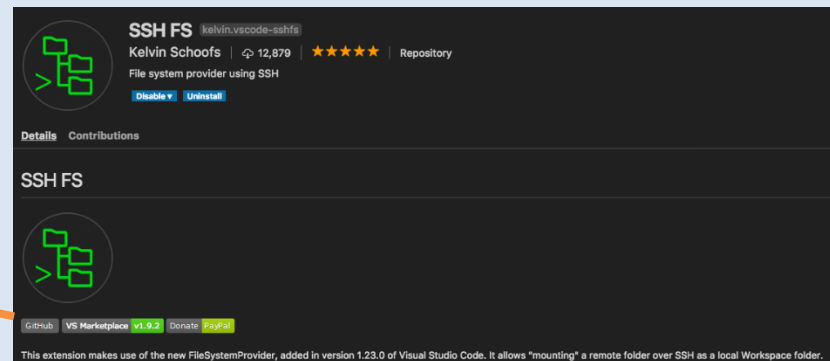 SSH FS kelvin.vscode-sshfs
Kelvin Schoofs | 12,879 | ★★★★★ | Repository
File system provider using SSH
Disable ▾ Uninstall
Details Contributions
SSH FS
GitHub VS Marketplace v1.9.2 Donate PayPal
This extension makes use of the new FileSystemProvider, added in version 1.23.0 of Visual Studio Code. It allows "mounting" a remote folder over SSH as a local Workspace folder.